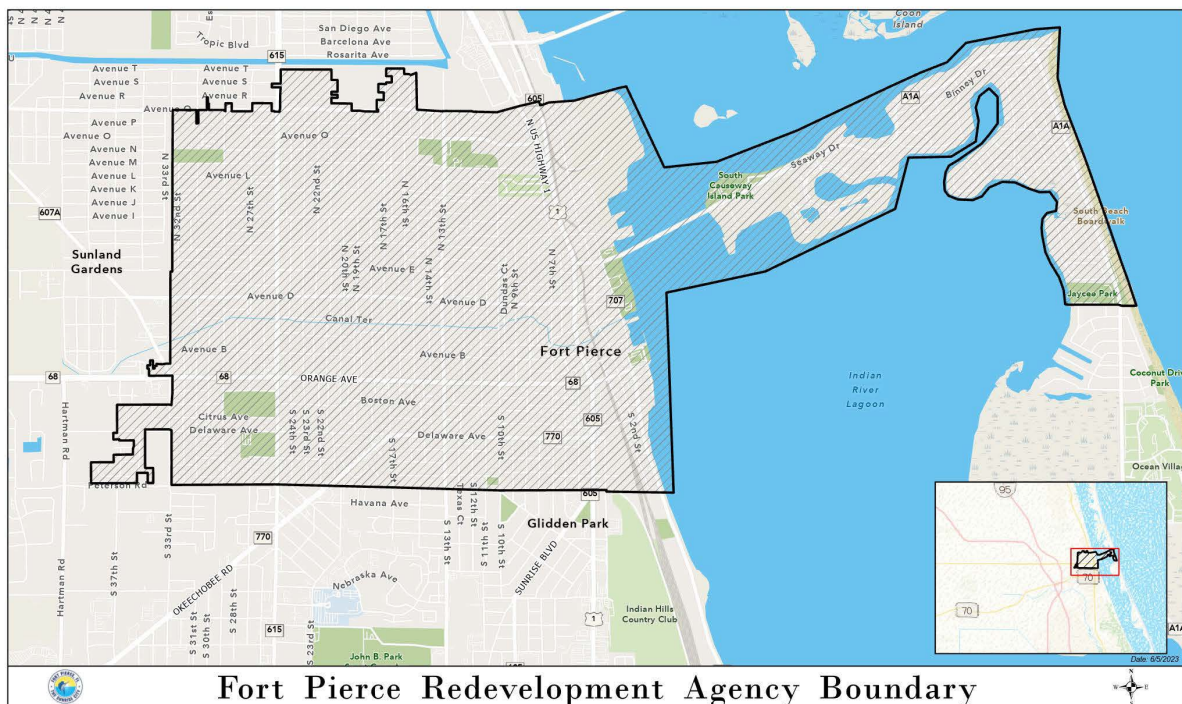 San Diego Ave
Barcelona Ave
Rosarita Ave
Tropic Blvd
615
Coon
Island
Avenue T
Avenue S
Avenue R
Avenue T
Avenue S
Avenue R
605
A1A
Binney Dr
A1A
Avenue P
Avenue O
Avenue N
Avenue M
Avenue L
Avenue K
Avenue J
Avenue I
607A
Sunland
Gardens
N 33rd St
N 32nd St
Avenue O
Avenue L
N 27th St
N 22nd St
N 20th St
N 19th St
N 17th St
N 16th St
N 14th St
N 13th St
Avenue E
Avenue D
Avenue D
Canal Ter
Dundas Ct
N 9th St
N 7th St
N US HIGHWAY 1
1
707
Seaway Dr
South
Causeway
Island Park
South Beach
Boardwalk
Jaycee Park
Avenue B
Avenue B
Fort Pierce
68
68
ORANGE AVE
68
Boston Ave
605
Citrus Ave
Delaware Ave
Delaware Ave
770
S 24th St
S 23rd St
S 22nd St
S 17th St
S 10th St
S 2nd St
Indian
River
Lagoon
Coconut Driv
Park
Ocean Villag
Hartman Rd
Peterson Rd
Havana Ave
605
Glidden Park
770
OKEECHOBEE RD
S 33rd St
S 37th St
Hartman Rd
Texas Ct
S 13th St
S 12th St
S 11th St
S 10th St
SUNRISE BLVD
Nebraska Ave
S 31st St
S 30th St
S 28th St
615
S 23rd St
John B. Park
1
Indian Hills
Country Club
95
70
70
A1A
Date: 6/5/2023
Fort Pierce Redevelopment Agency Boundary
N
W
E
S